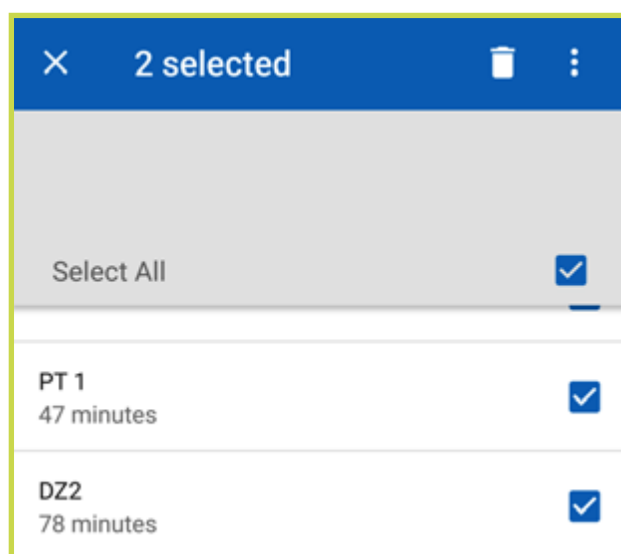 2 selected
Select All
PT 1
47 minutes
DZ2
78 minutes